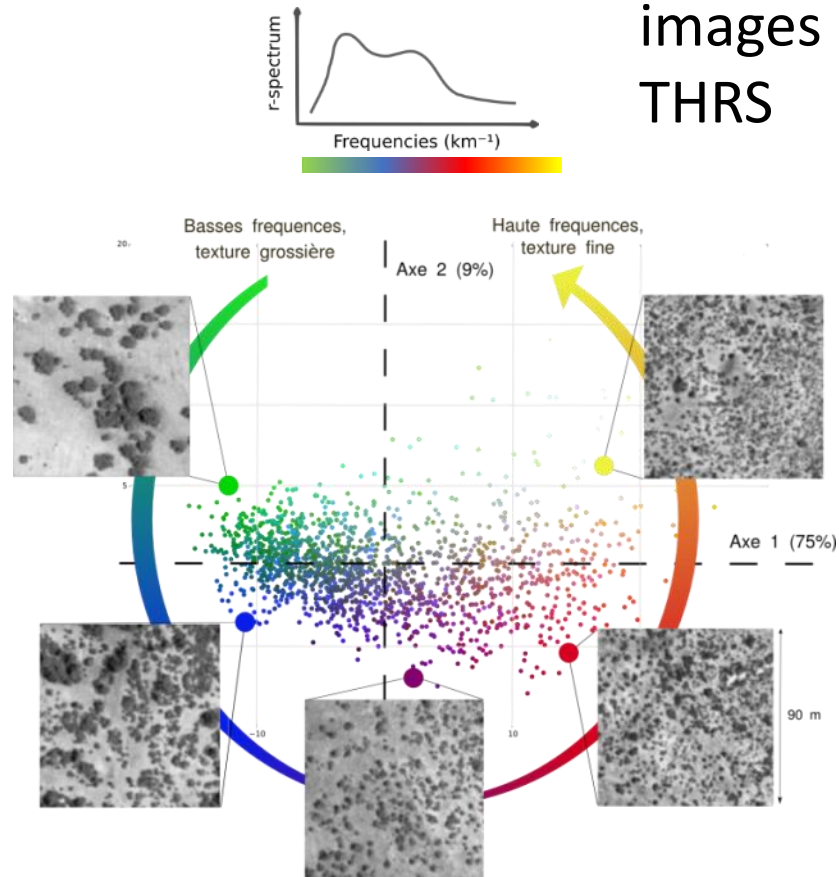 images
THRS
r-spectrum
Frequencies (km⁻¹)
Basses frequences,
texture grossière
Haute frequences,
texture fine
20
Axe 2 (9%)
5
Axe 1 (75%)
90 m
-10
10